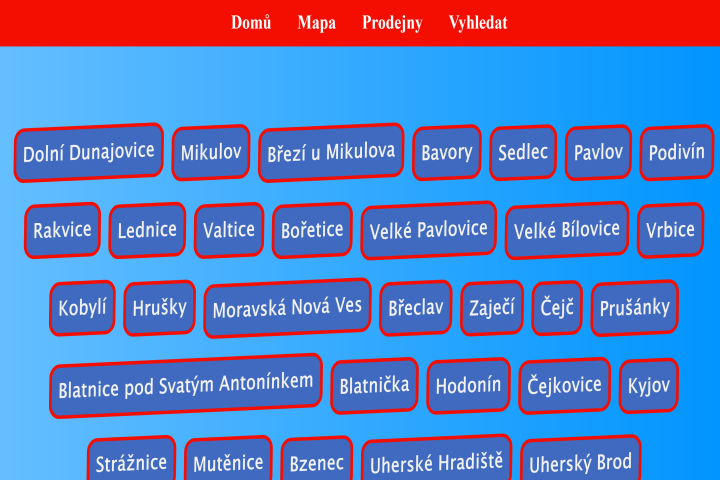 Domů Mapa Prodejny Vyhledat
Dolní Dunajovice Mikulov Březí u Mikulova Bavory Sedlec Pavlov Podivín
Rakvice Lednice Valtice Bořetice Velké Pavlovice Velké Bílovice Vrbice
Kobylí Hrušky Moravská Nová Ves Břeclav Zaječí Čejč Prušánky
Blatnice pod Svatým Antonínkem Blatnička Hodonín Čejkovice Kyjov
Strážnice Mutěnice Bzenec Uherské Hradiště Uherský Brod